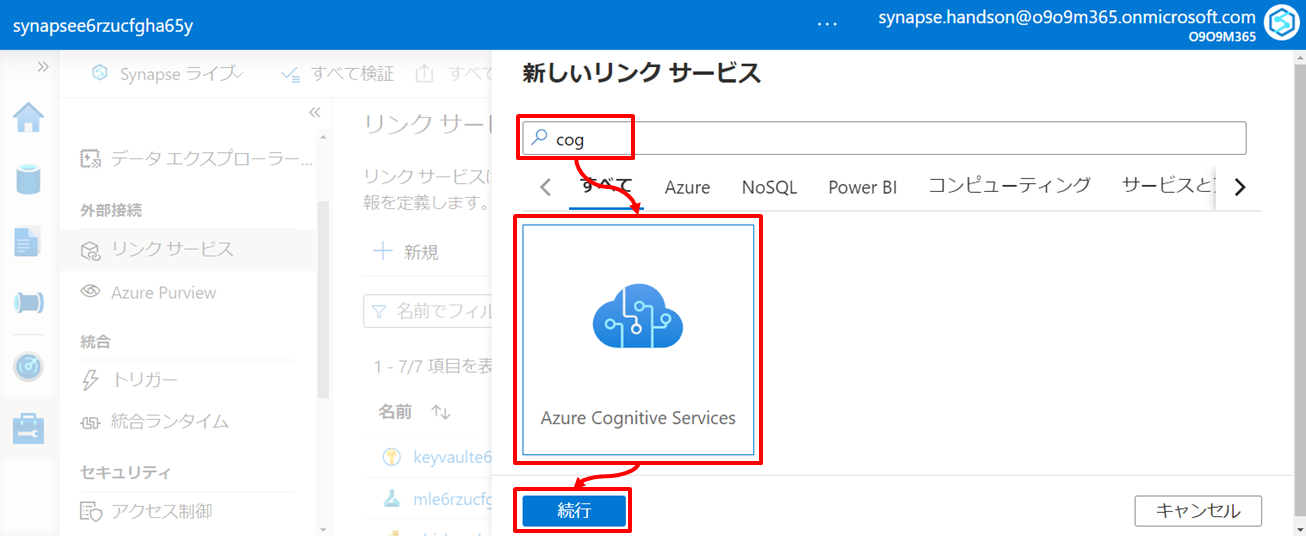 synapsee6rzucfgha65y
...
synapse.handson@o9o9m365.onmicrosoft.com
O9O9M365
Synapse ライブ
すべて検証
すべて
データ エクスプローラー...
外部接続
リンク サービス
Azure Purview
統合
トリガー
統合ランタイム
セキュリティ
アクセス制御
リンク サー
リンク サービスに
報を定義します。
新規
名前でフィル
1 - 7/7 項目を表
名前
keyvaulte6
mle6rzucfg
新しいリンク サービス
cog
すべて
Azure
NoSQL
Power BI
コンピューティング
サービスと
Azure Cognitive Services
続行
キャンセル